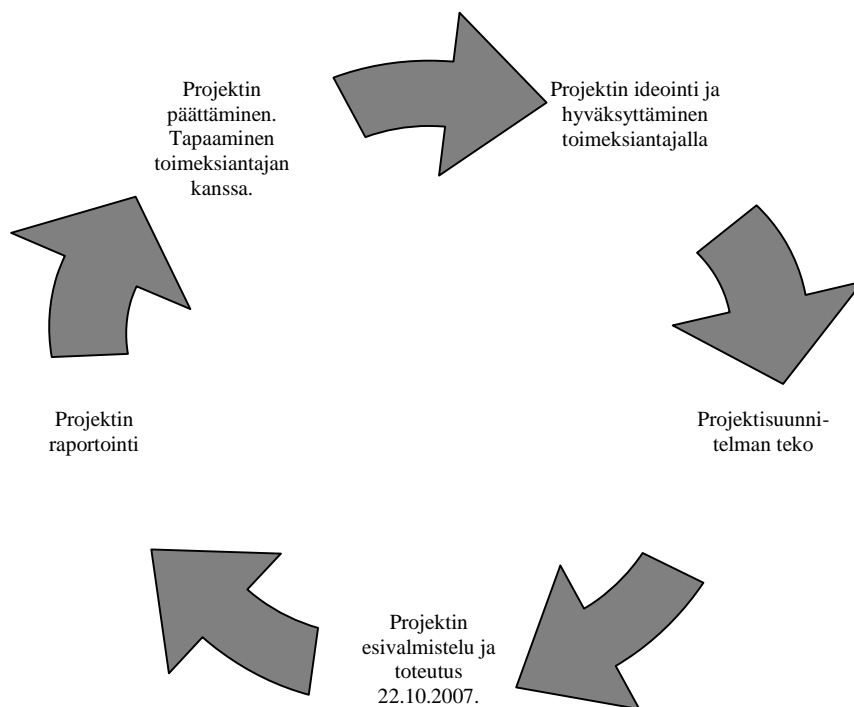 Projektin
päättäminen.
Tapaaminen
toimeksiantajan
kanssa.
Projektin ideointi ja
hyväksyttäminen
toimeksiantajalla
Projektisuunni-
telman teko
Projektin
esivalmistelu ja
toteutus
22.10.2007.
Projektin
raportointi